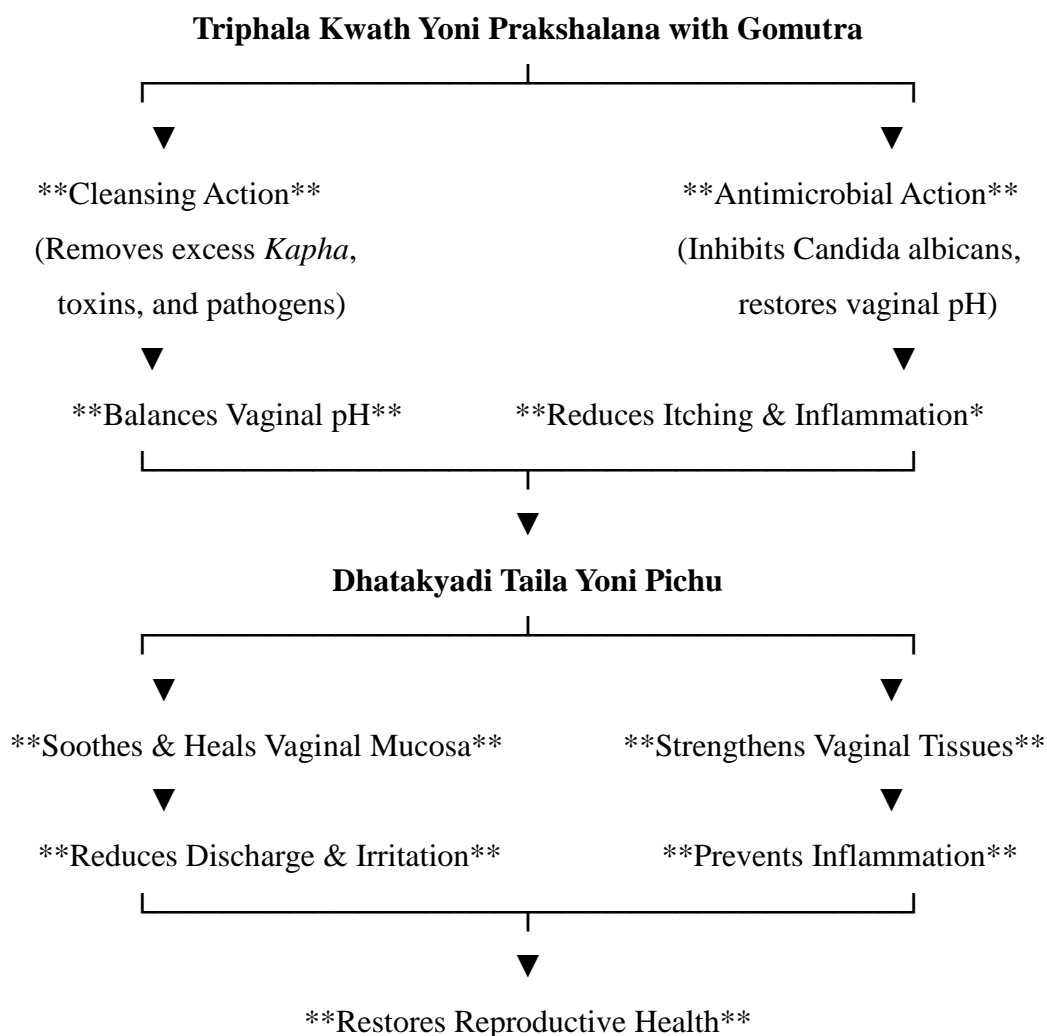 Triphala Kwath Yoni Prakshalana with Gomutra
**Cleansing Action**
(Removes excess Kapha,
toxins, and pathogens)
**Antimicrobial Action**
(Inhibits Candida albicans,
restores vaginal pH)
**Balances Vaginal pH**
**Reduces Itching & Inflammation*
Dhatakyadi Taila Yoni Pichu
**Soothes & Heals Vaginal Mucosa**
**Strengthens Vaginal Tissues**
**Reduces Discharge & Irritation**
**Prevents Inflammation**
**Restores Reproductive Health**